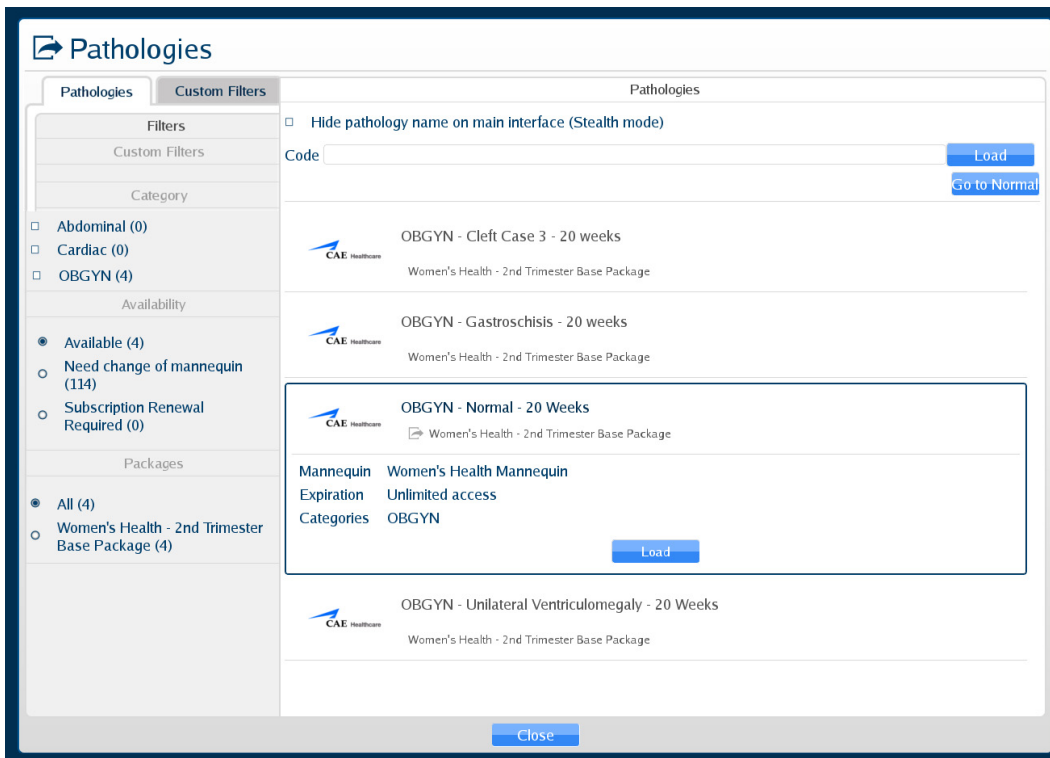 Pathologies
Pathologies
Custom Filters
Filters
Custom Filters
Category
Abdominal (0)
Cardiac (0)
OBGYN (4)
Availability
Available (4)
Need change of mannequin
(114)
Subscription Renewal
Required (0)
Packages
All (4)
Women's Health - 2nd Trimester
Base Package (4)
Pathologies
Hide pathology name on main interface (Stealth mode)
Code
Load
Go to Normal
CAE Healthcare
OBGYN - Cleft Case 3 - 20 weeks
Women's Health - 2nd Trimester Base Package
CAE Healthcare
OBGYN - Gastroschisis - 20 weeks
Women's Health - 2nd Trimester Base Package
CAE Healthcare
OBGYN - Normal - 20 Weeks
Women's Health - 2nd Trimester Base Package
Mannequin Women's Health Mannequin
Expiration Unlimited access
Categories OBGYN
Load
CAE Healthcare
OBGYN - Unilateral Ventriculomegaly - 20 Weeks
Women's Health - 2nd Trimester Base Package
Close